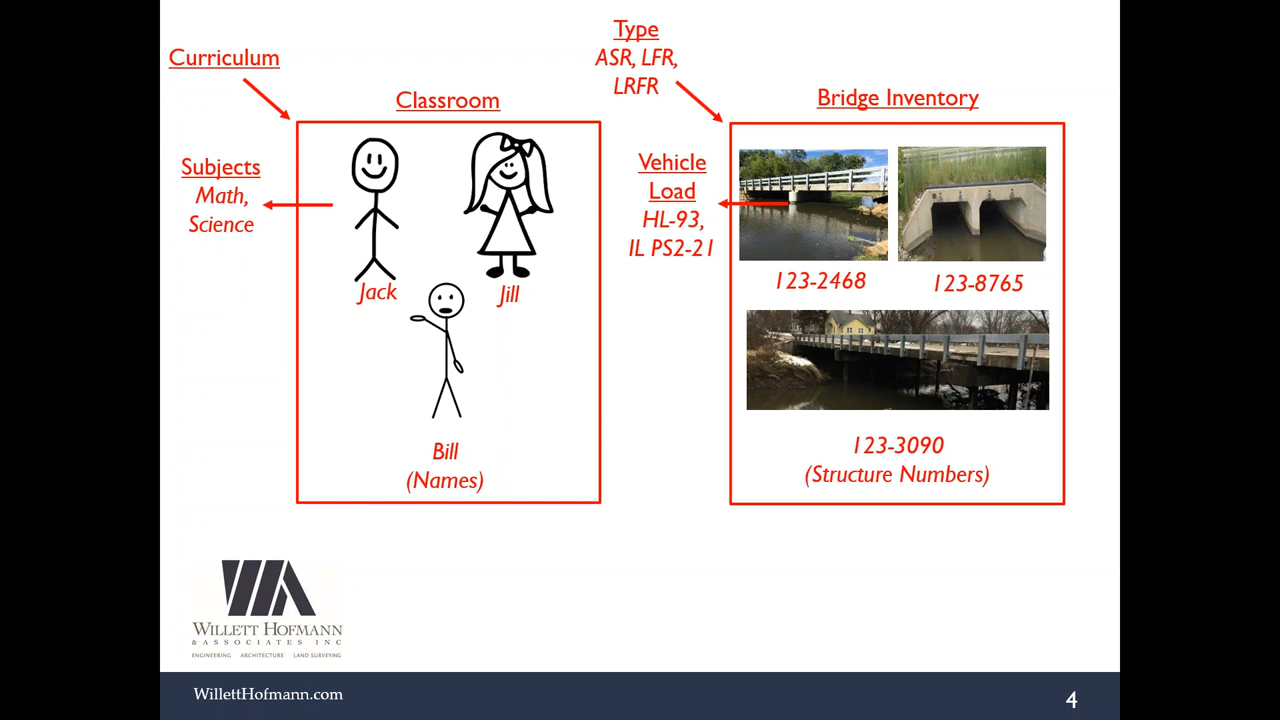 Curriculum
Classroom
Subjects
Math,
Science
Jack
Jill
Bill
(Names)
Type
ASR, LFR,
LRFR
Bridge Inventory
Vehicle
Load
HL-93,
IL PS2-21
123-2468
123-8765
123-3090
(Structure Numbers)
WILLETT HOFMANN
& ASSOCIATES INC
ENGINEERING ARCHITECTURE LAND SURVEYING
WillettHofmann.com
4